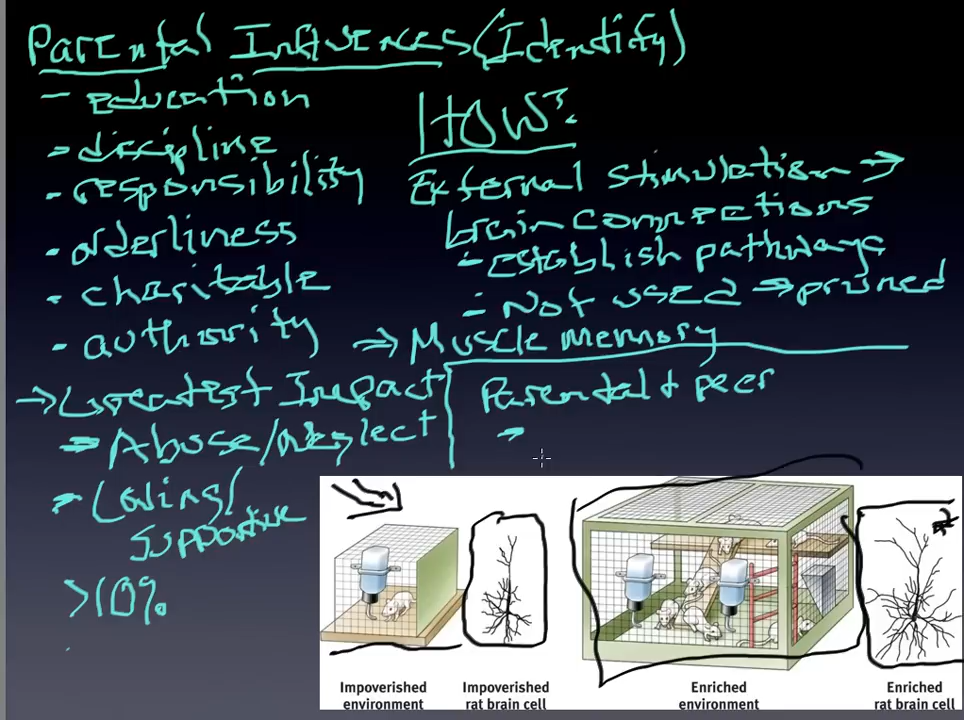 Parental Influences (Identify)
- education
- discipline
- responsibility
- orderliness
- charitable
- authority
→ Greatest Impact
→ Abuse/Neglect
→ Loving/
supportive
>10%
HOW?
External stimulation →
brain connections
- establish pathways
- Not used → pruned
⇒ Muscle memory
Parental + peer
→
Impoverished
environment
Impoverished
rat brain cell
Enriched
environment
Enriched
rat brain cell